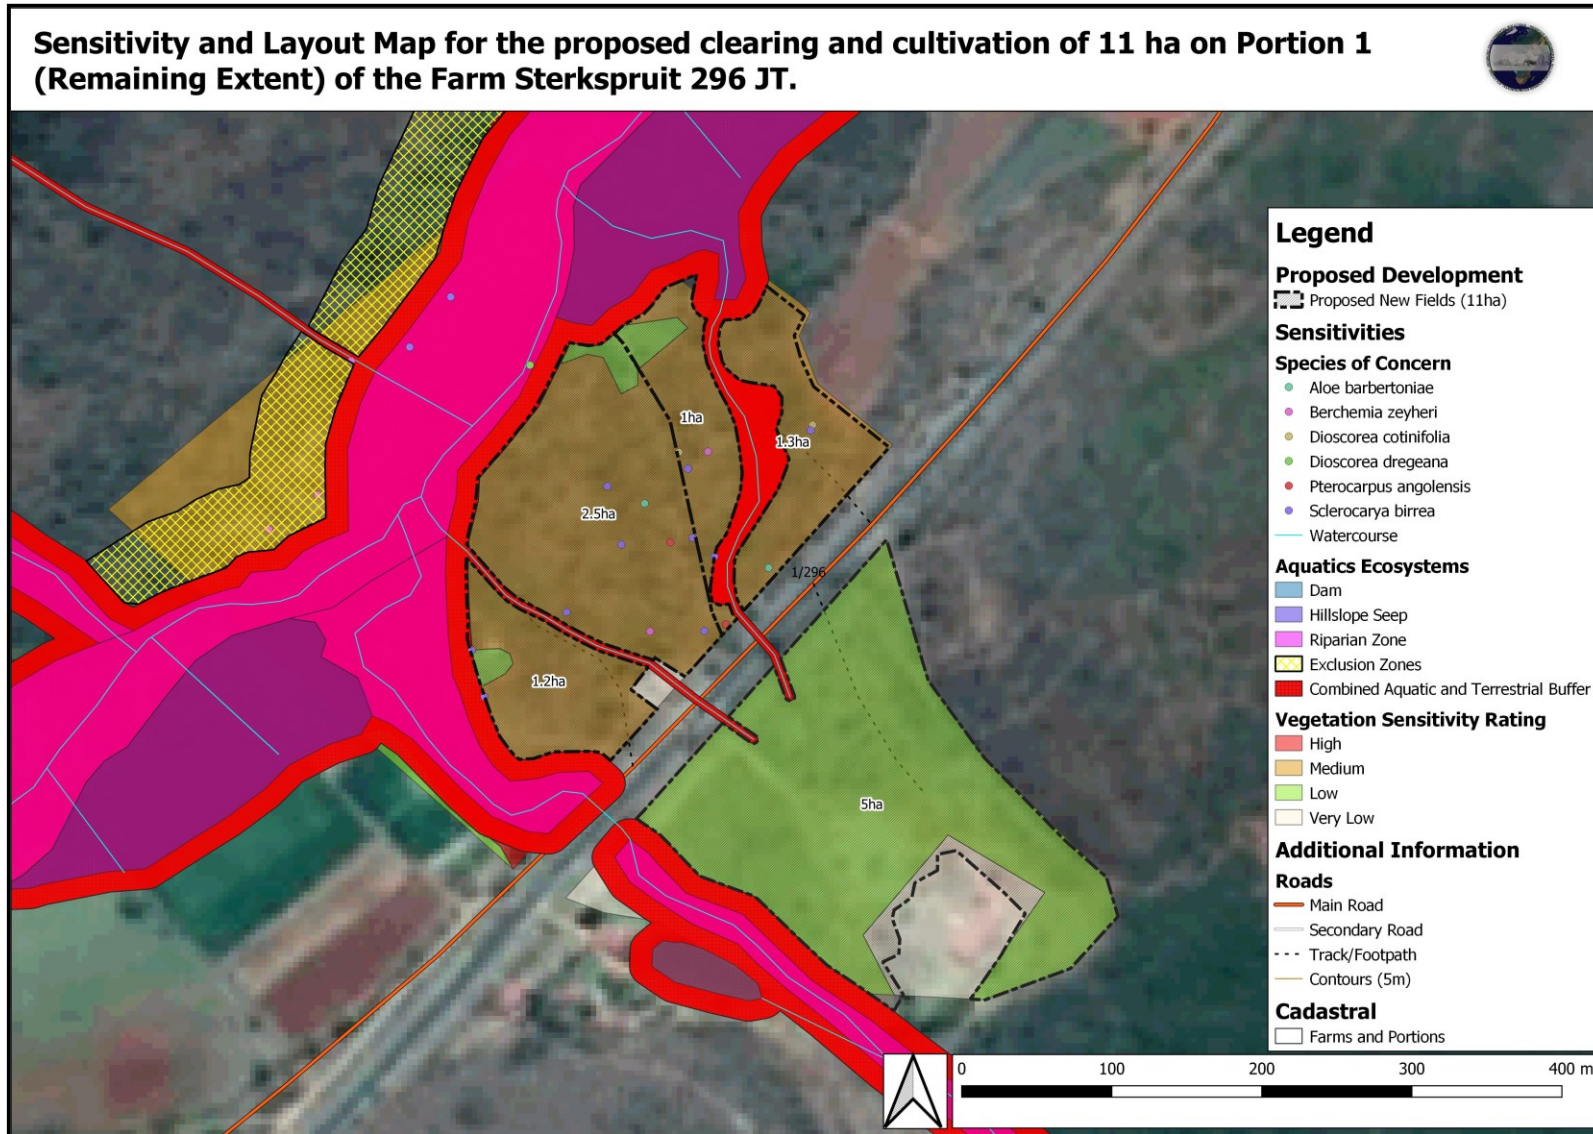 Sensitivity and Layout Map for the proposed clearing and cultivation of 11 ha on Portion 1
(Remaining Extent) of the Farm Sterkspruit 296 JT.
1ha
1.3ha
2.5ha
1/296
1.2ha
5ha
Legend
Proposed Development
Proposed New Fields (11ha)
Sensitivities
Species of Concern
Aloe barbertoniae
Berchemia zeyheri
Dioscorea cotinifolia
Dioscorea dregeana
Pterocarpus angolensis
Sclerocarya birrea
Watercourse
Aquatics Ecosystems
Dam
Hillslope Seep
Riparian Zone
Exclusion Zones
Combined Aquatic and Terrestrial Buffer
Vegetation Sensitivity Rating
High
Medium
Low
Very Low
Additional Information
Roads
Main Road
Secondary Road
Track/Footpath
Contours (5m)
Cadastral
Farms and Portions
0 100 200 300 400 m